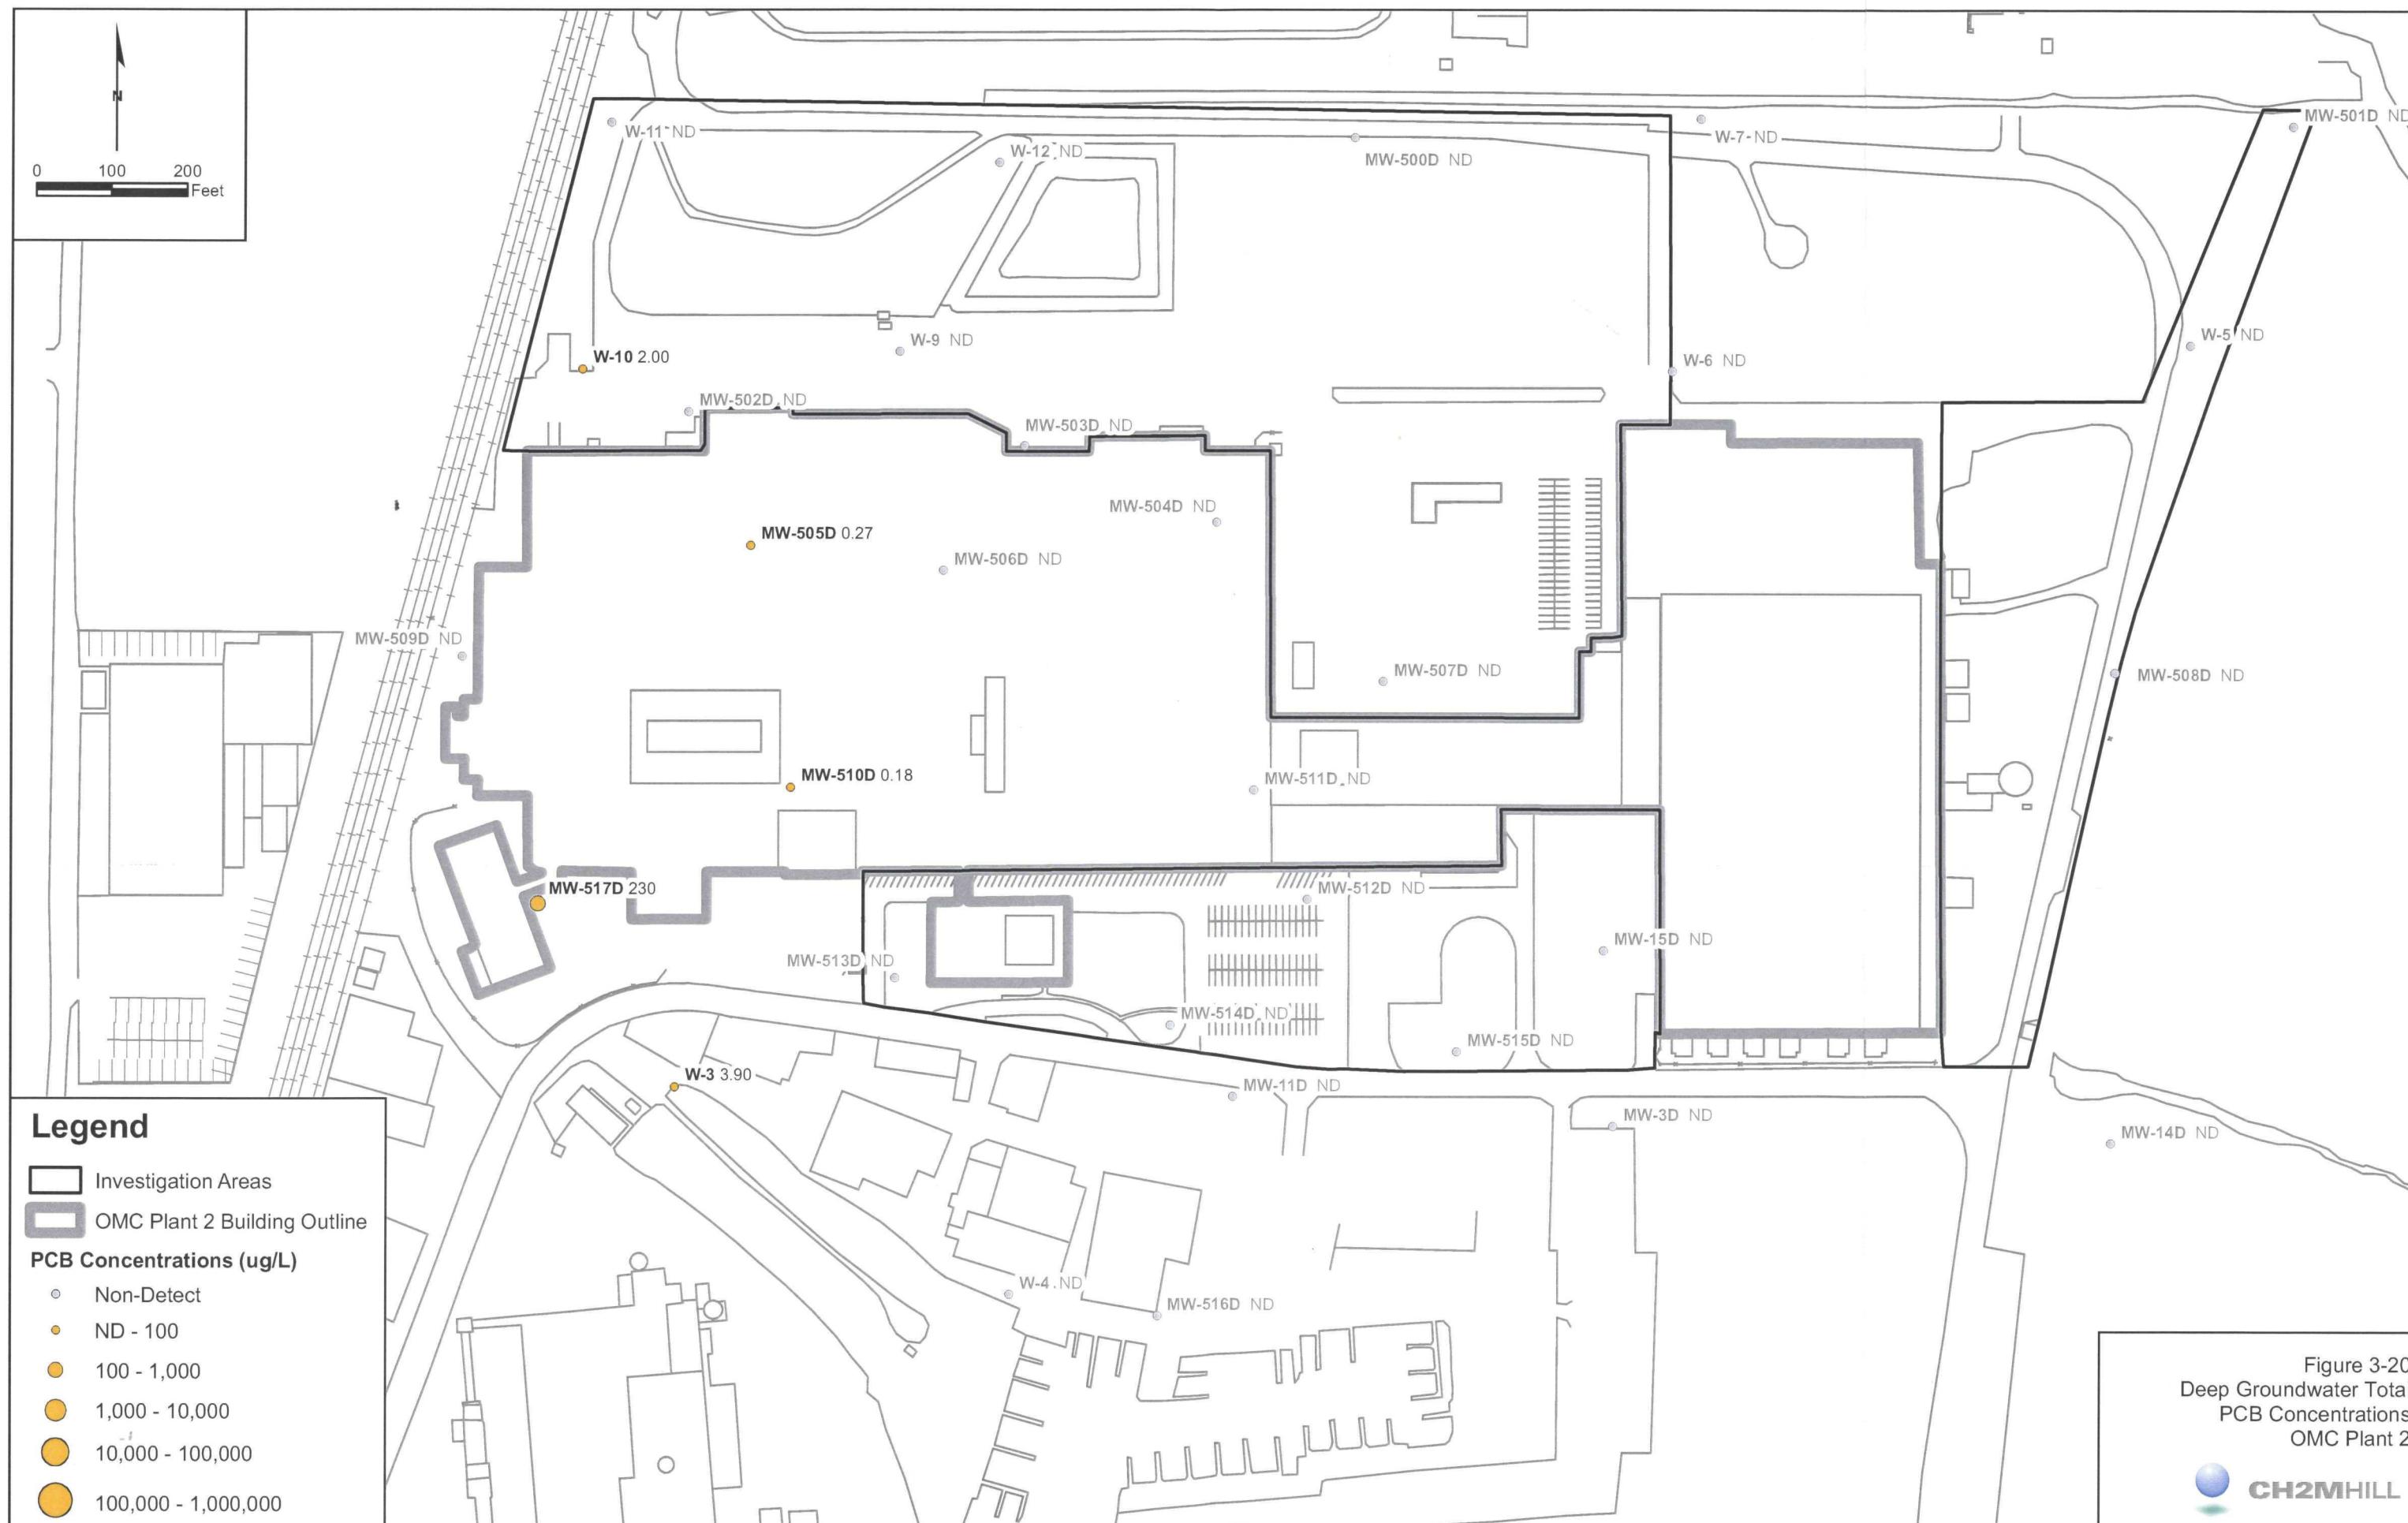 N
0 100 200
Feet
W-11 ND
W-12 ND
MW-500D ND
W-7 ND
MW-501D ND
W-9 ND
W-10 2.00
W-6 ND
W-5 ND
MW-502D ND
MW-503D ND
MW-504D ND
MW-505D 0.27
MW-506D ND
MW-509D ND
MW-507D ND
MW-508D ND
MW-510D 0.18
MW-511D ND
MW-517D 230
MW-512D ND
MW-15D ND
MW-513D ND
MW-514D ND
MW-515D ND
W-3 3.90
MW-11D ND
MW-3D ND
MW-14D ND
W-4 ND
MW-516D ND
Legend
Investigation Areas
OMC Plant 2 Building Outline
PCB Concentrations (ug/L)
Non-Detect
ND - 100
100 - 1,000
1,000 - 10,000
10,000 - 100,000
100,000 - 1,000,000
Figure 3-20
Deep Groundwater Tota
PCB Concentrations
OMC Plant 2
CH2MHILL